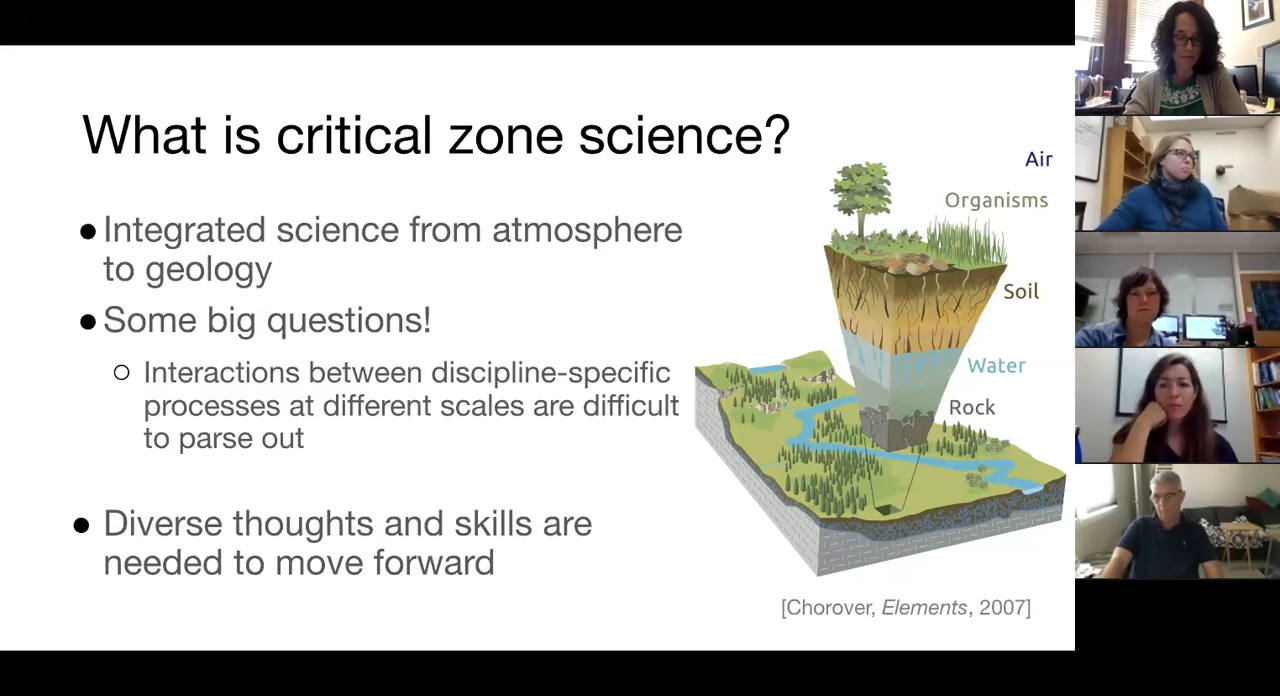 What is critical zone science?
● Integrated science from atmosphere
to geology
● Some big questions!
○ Interactions between discipline-specific
processes at different scales are difficult
to parse out
● Diverse thoughts and skills are
needed to move forward
Air
Organisms
Soil
Water
Rock
[Chorover, Elements, 2007]